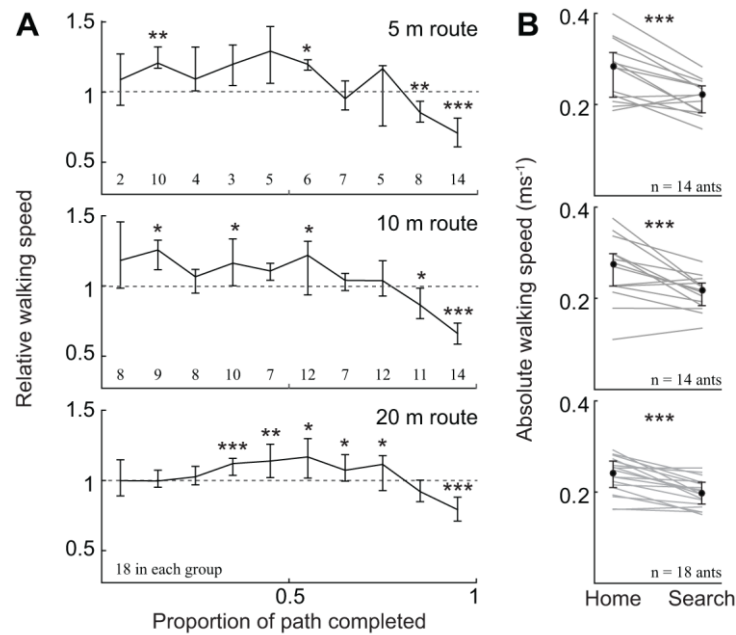 A
1.5
5 m route
**
*
1
**
***
0.5
2 10 4 3 5 6 7 5 8 14
1.5
10 m route
*
*
*
1
*
***
0.5
8 9 8 10 7 12 7 12 11 14
1.5
20 m route
***
**
*
*
*
1
***
0.5
18 in each group
0.5
1
Proportion of path completed
Relative walking speed
B
0.4
***
0.2
n = 14 ants
0.4
***
0.2
n = 14 ants
0.4
***
0.2
n = 18 ants
Home Search
Absolute walking speed (ms-1)